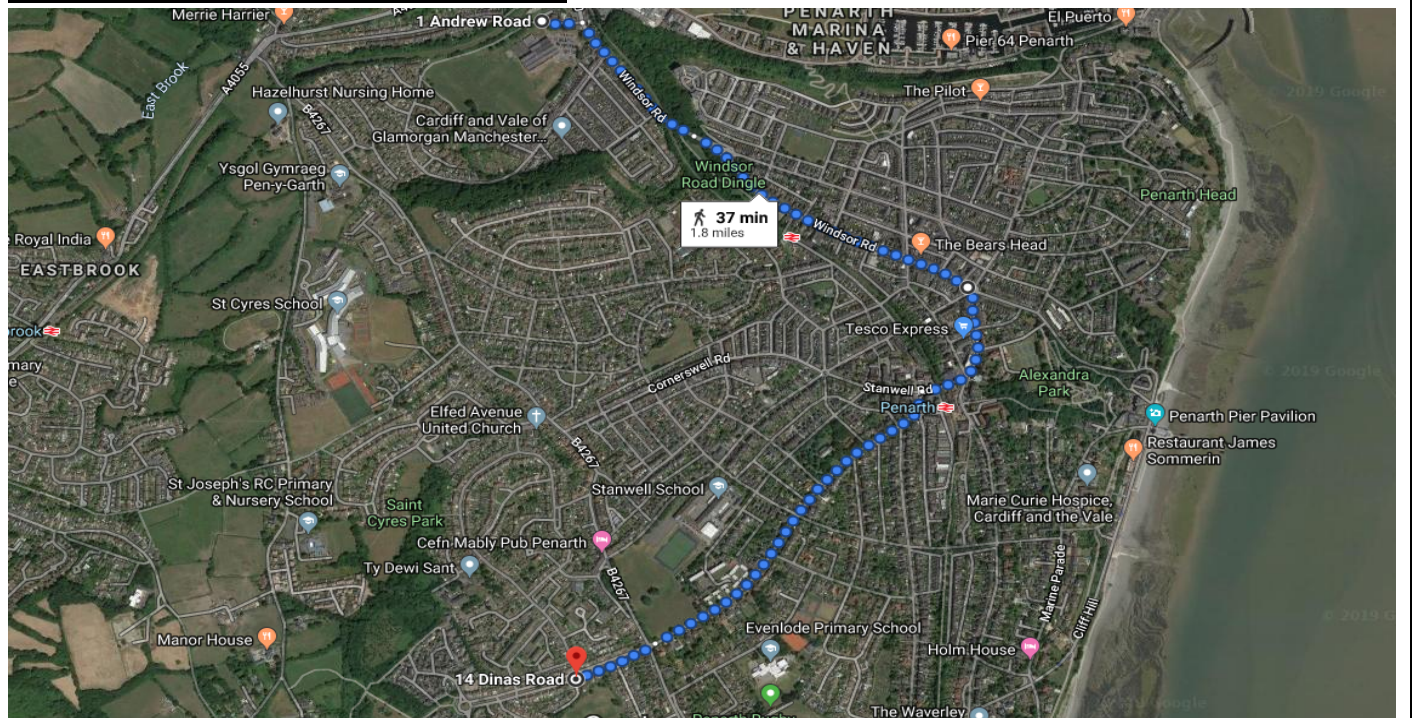 Merrie Harrier
1 Andrew Road
PENARTH
MARINA
& HAVEN
El Puerto
Pier 64 Penarth
East Brook
A4055
B4267
Hazelhurst Nursing Home
Windsor Rd
The Pilot
© 2019 Google
Cardiff and Vale of
Glamorgan Manchester...
Ysgol Gymraeg
Pen-y-Garth
Windsor
Road Dingle
Penarth Head
37 min
1.8 miles
Windsor Rd
The Bears Head
Royal India
EASTBROOK
St Cyres School
Tesco Express
Cornerswell Rd
Stanwell Rd
Alexandra
Park
© 2019 Google
Penarth
Elfed Avenue
United Church
B4267
Penarth Pier Pavilion
Restaurant James
Sommerin
St Joseph's RC Primary
& Nursery School
Saint
Cyres Park
Stanwell School
Marie Curie Hospice,
Cardiff and the Vale
Cefn Mably Pub Penarth
Ty Dewi Sant
B4267
Marine Parade
Cliff Hill
© 2019
Manor House
Evenlode Primary School
Holm House
14 Dinas Road
The Waverley
Google